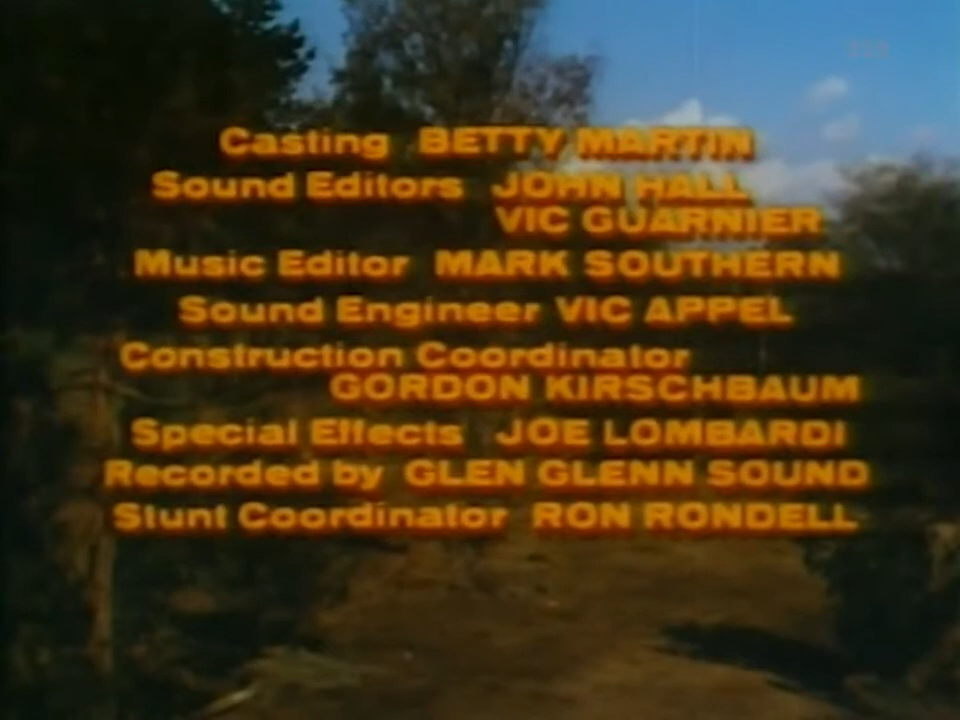 Casting BETTY MARTIN
Sound Editors JOHN HALL
VIC GUARNIER
Music Editor MARK SOUTHERN
Sound Engineer VIC APPEL
Construction Coordinator
GORDON KIRSCHBAUM
Special Effects JOE LOMBARDI
Recorded by GLEN GLENN SOUND
Stunt Coordinator RON RONDELL